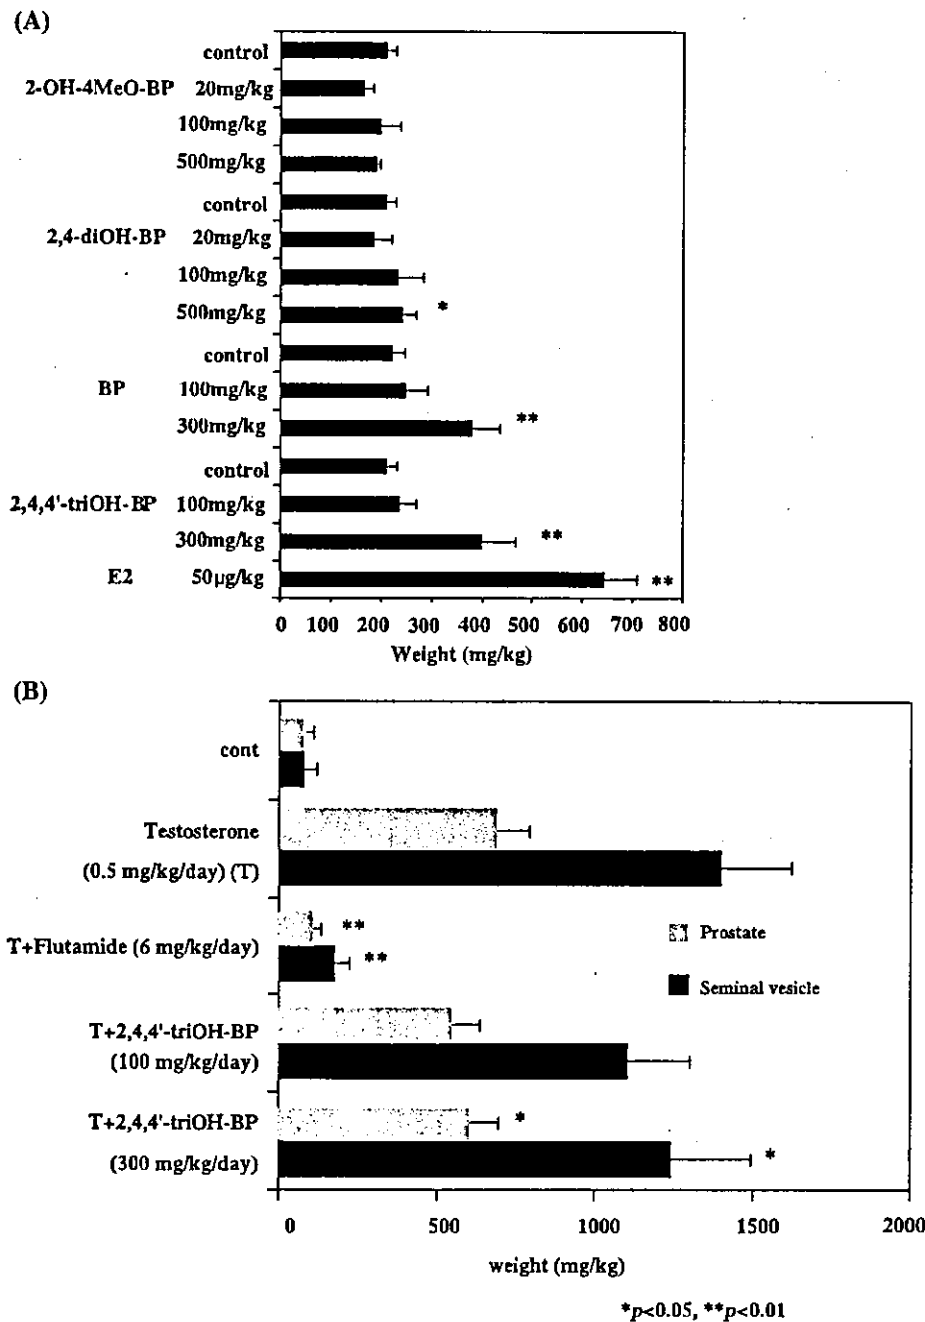 (A)
control
2-OH-4MeO-BP 20mg/kg
100mg/kg
500mg/kg
control
2,4-diOH-BP 20mg/kg
100mg/kg
500mg/kg *
control
BP 100mg/kg
300mg/kg **
control
2,4,4'-triOH-BP 100mg/kg
300mg/kg **
E2 50µg/kg **
0 100 200 300 400 500 600 700 800
Weight (mg/kg)
(B)
cont
Testosterone
(0.5 mg/kg/day) (T)
T+Flutamide (6 mg/kg/day)
**
**
Prostate
Seminal vesicle
T+2,4,4'-triOH-BP
(100 mg/kg/day)
T+2,4,4'-triOH-BP *
(300 mg/kg/day) *
0 500 1000 1500 2000
weight (mg/kg)
*p<0.05, **p<0.01